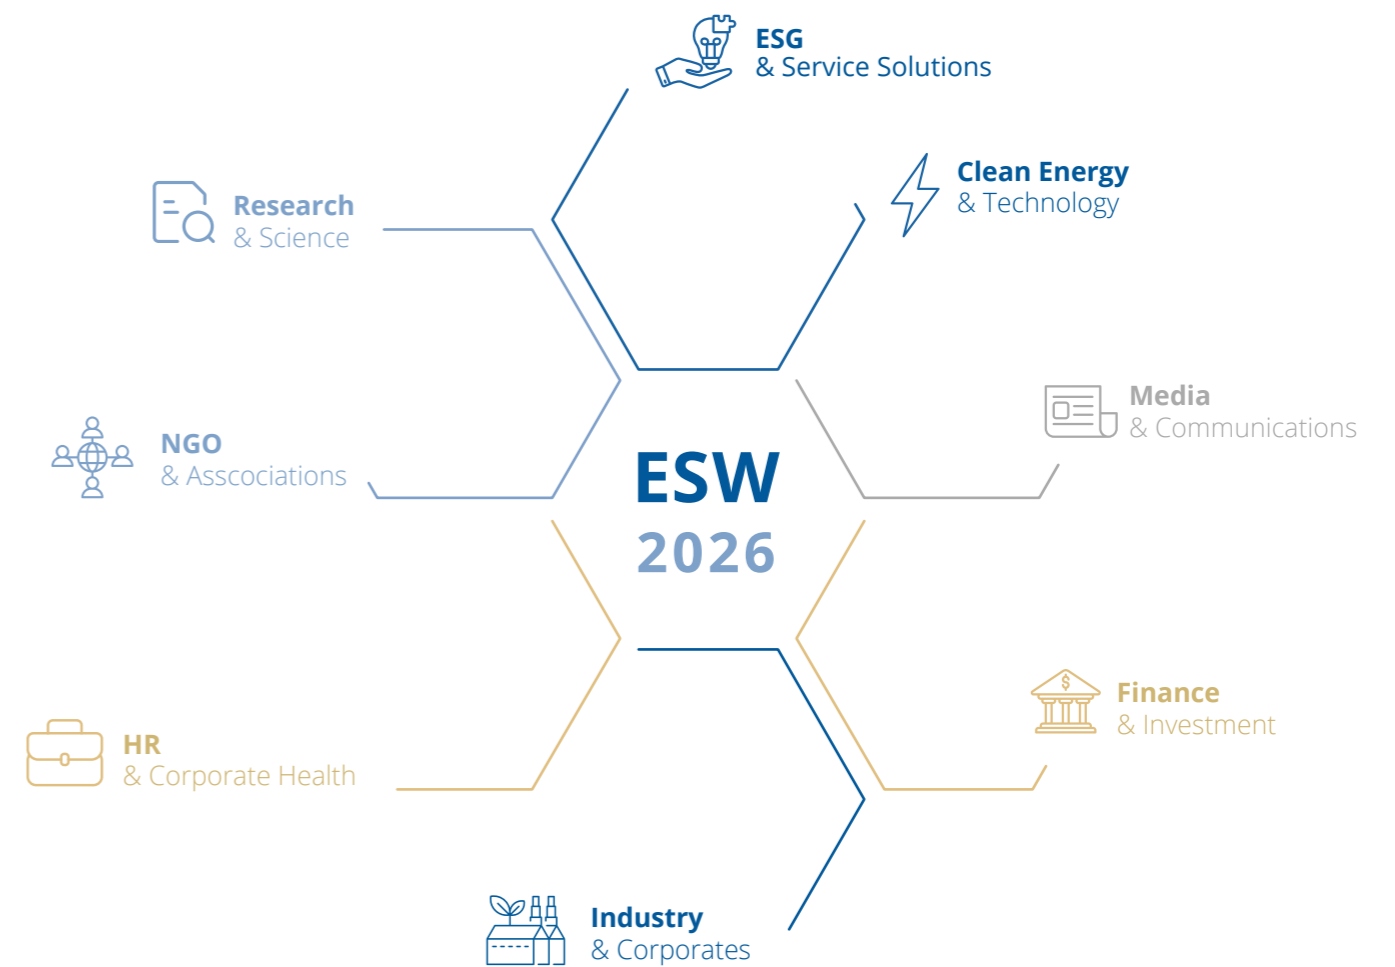 ESG
& Service Solutions
Clean Energy
& Technology
Research
& Science
Media
& Communications
NGO
& Asscociations
ESW
2026
Finance
& Investment
HR
& Corporate Health
Industry
& Corporates
$